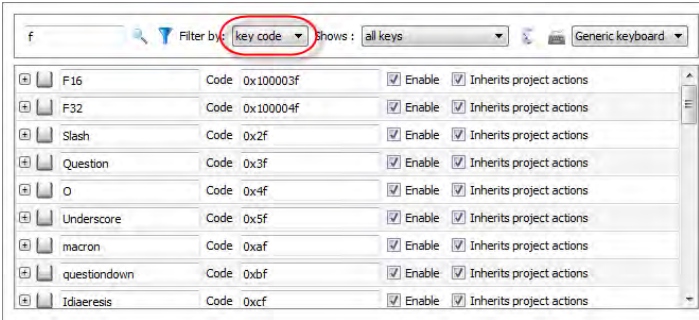 f Filter by: key code Shows : all keys Generic keyboard
F16 Code 0x100003f Enable Inherits project actions
F32 Code 0x100004f Enable Inherits project actions
Slash Code 0x2f Enable Inherits project actions
Question Code 0x3f Enable Inherits project actions
O Code 0x4f Enable Inherits project actions
Underscore Code 0x5f Enable Inherits project actions
macron Code 0xaf Enable Inherits project actions
questiondown Code 0xbf Enable Inherits project actions
Idiaeresis Code 0xcf Enable Inherits project actions